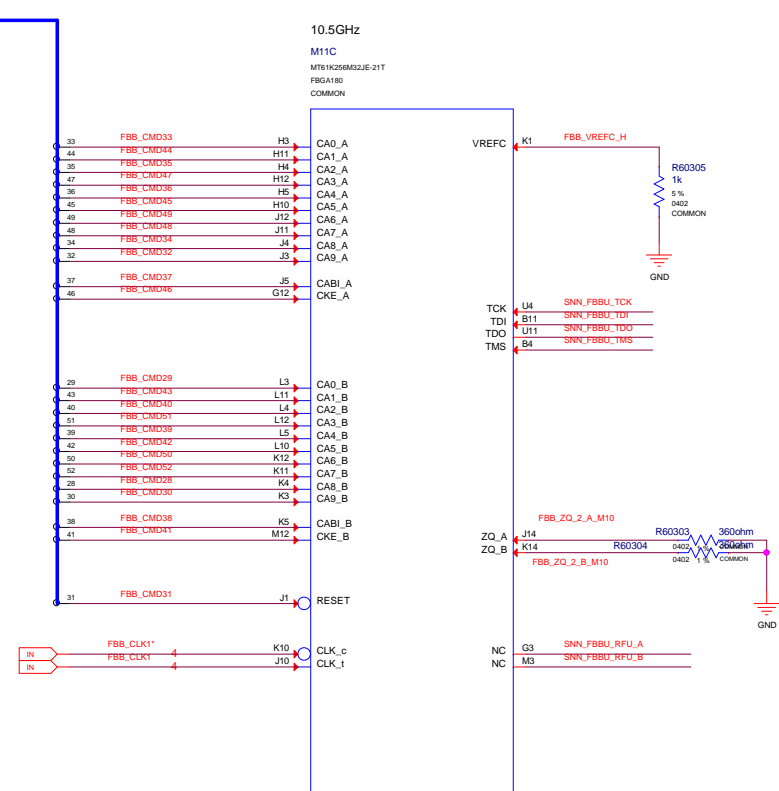 10.5GHz
M11C
MT61K256M32JE-21T
FBGA180
COMMON
33 FBB_CMD33 H3 CA0_A
44 FBB_CMD44 H11 CA1_A
35 FBB_CMD35 H4 CA2_A
47 FBB_CMD47 H12 CA3_A
36 FBB_CMD36 H5 CA4_A
45 FBB_CMD45 H10 CA5_A
49 FBB_CMD49 J12 CA6_A
48 FBB_CMD48 J11 CA7_A
34 FBB_CMD34 J4 CA8_A
32 FBB_CMD32 J3 CA9_A
37 FBB_CMD37 J5 CABI_A
46 FBB_CMD46 G12 CKE_A
29 FBB_CMD29 L3 CA0_B
43 FBB_CMD43 L11 CA1_B
40 FBB_CMD40 L4 CA2_B
51 FBB_CMD51 L12 CA3_B
39 FBB_CMD39 L5 CA4_B
42 FBB_CMD42 L10 CA5_B
50 FBB_CMD50 K12 CA6_B
52 FBB_CMD52 K11 CA7_B
28 FBB_CMD28 K4 CA8_B
30 FBB_CMD30 K3 CA9_B
38 FBB_CMD38 K5 CABI_B
41 FBB_CMD41 M12 CKE_B
31 FBB_CMD31 J1 RESET
IN FBB_CLK1* 4 K10 CLK_c
IN FBB_CLK1 4 J10 CLK_t
VREFC K1 FBB_VREFC_H
R60305
1k
5 %
0402
COMMON
GND
TCK U4 SNN_FBBU_TCK
TDI B11 SNN_FBBU_TDI
TDO U11 SNN_FBBU_TDO
TMS B4 SNN_FBBU_TMS
FBB_ZQ_2_A_M10
ZQ_A J14 R60303 360ohm
0402 1 % COMMON
ZQ_B K14 R60304 360ohm
FBB_ZQ_2_B_M10 0402 1 % COMMON
GND
NC G3 SNN_FBBU_RFU_A
NC M3 SNN_FBBU_RFU_B